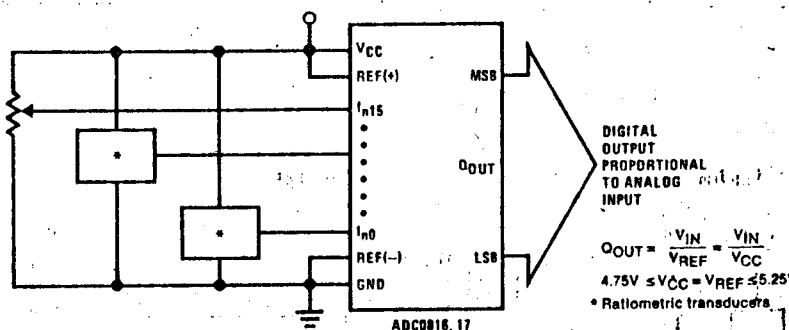 VCC
REF(+)
In15
*
*
In0
REF(−)
GND
MSB
QOUT
LSB
ADC0816, 17
DIGITAL
OUTPUT
PROPORTIONAL
TO ANALOG
INPUT
QOUT = VIN/VREF = VIN/VCC
4.75V ≤ VCC = VREF ≤ 5.25V
* Ratiometric transducers